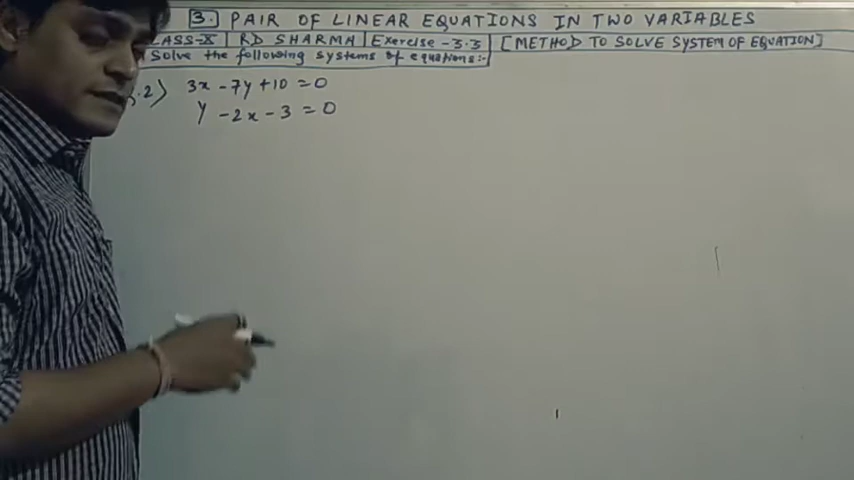 3. PAIR OF LINEAR EQUATIONS IN TWO VARIABLES
CLASS-X | RD SHARMA | Exercise-3.3 [METHOD TO SOLVE SYSTEM OF EQUATION]
Solve the following systems of equations:-
.2) 3x - 7y + 10 = 0
y - 2x - 3 = 0